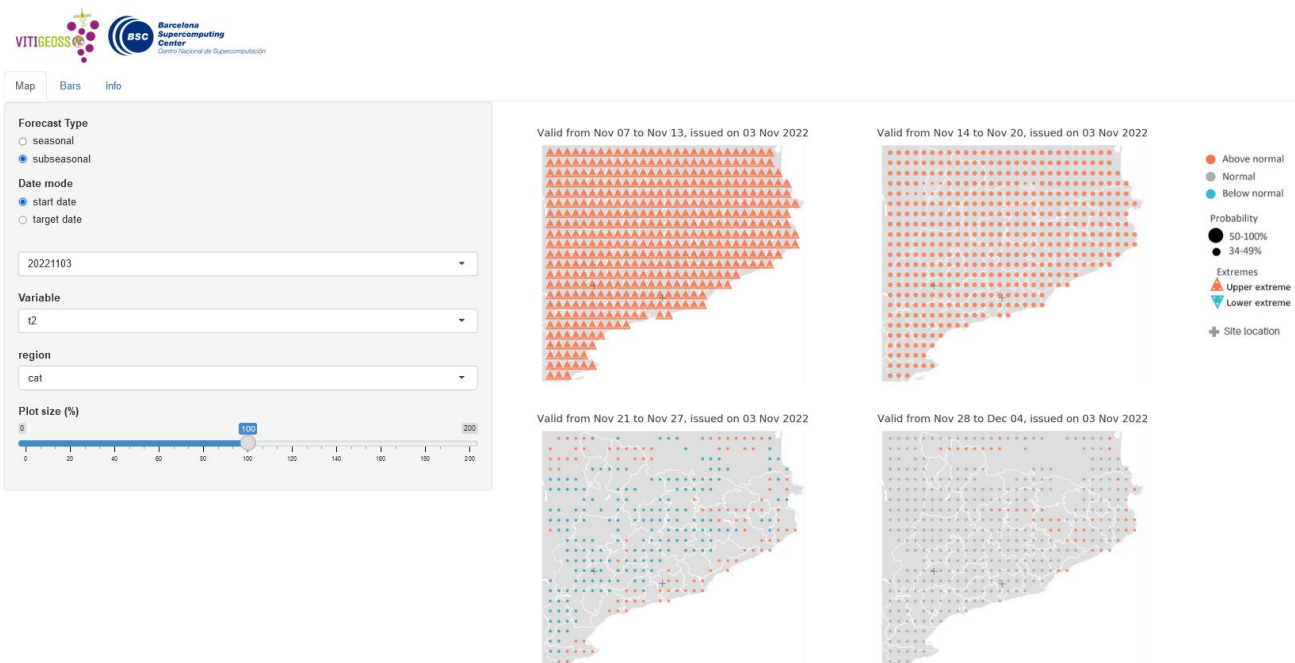 VITIGEOSS
BSC
Barcelona
Supercomputing
Center
Centro Nacional de Supercomputación
Map Bars info
Forecast Type
seasonal
subseasonal
Date mode
start date
target date
20221103
Variable
t2
region
cat
Plot size (%)
0 100 200
0 20 40 60 80 100 120 140 160 180 200
Valid from Nov 07 to Nov 13, issued on 03 Nov 2022
Valid from Nov 14 to Nov 20, issued on 03 Nov 2022
Above normal
Normal
Below normal
Probability
50-100%
34-49%
Extremes
Upper extreme
Lower extreme
Site location
Valid from Nov 21 to Nov 27, issued on 03 Nov 2022
Valid from Nov 28 to Dec 04, issued on 03 Nov 2022